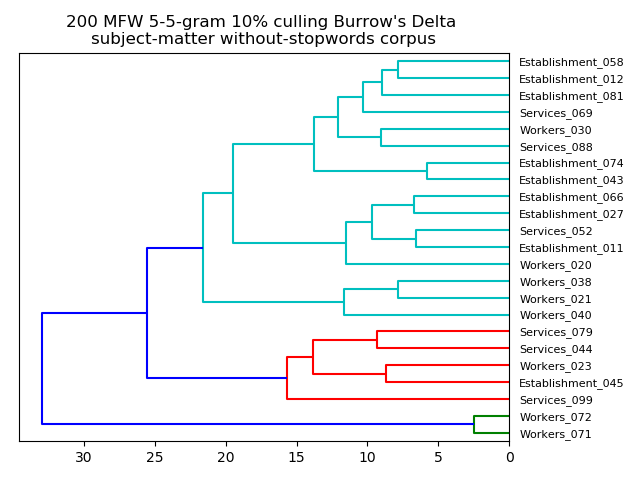 200 MFW 5-5-gram 10% culling Burrow's Delta
subject-matter without-stopwords corpus
Establishment_058
Establishment_012
Establishment_081
Services_069
Workers_030
Services_088
Establishment_074
Establishment_043
Establishment_066
Establishment_027
Services_052
Establishment_011
Workers_020
Workers_038
Workers_021
Workers_040
Services_079
Services_044
Workers_023
Establishment_045
Services_099
Workers_072
Workers_071
30 25 20 15 10 5 0